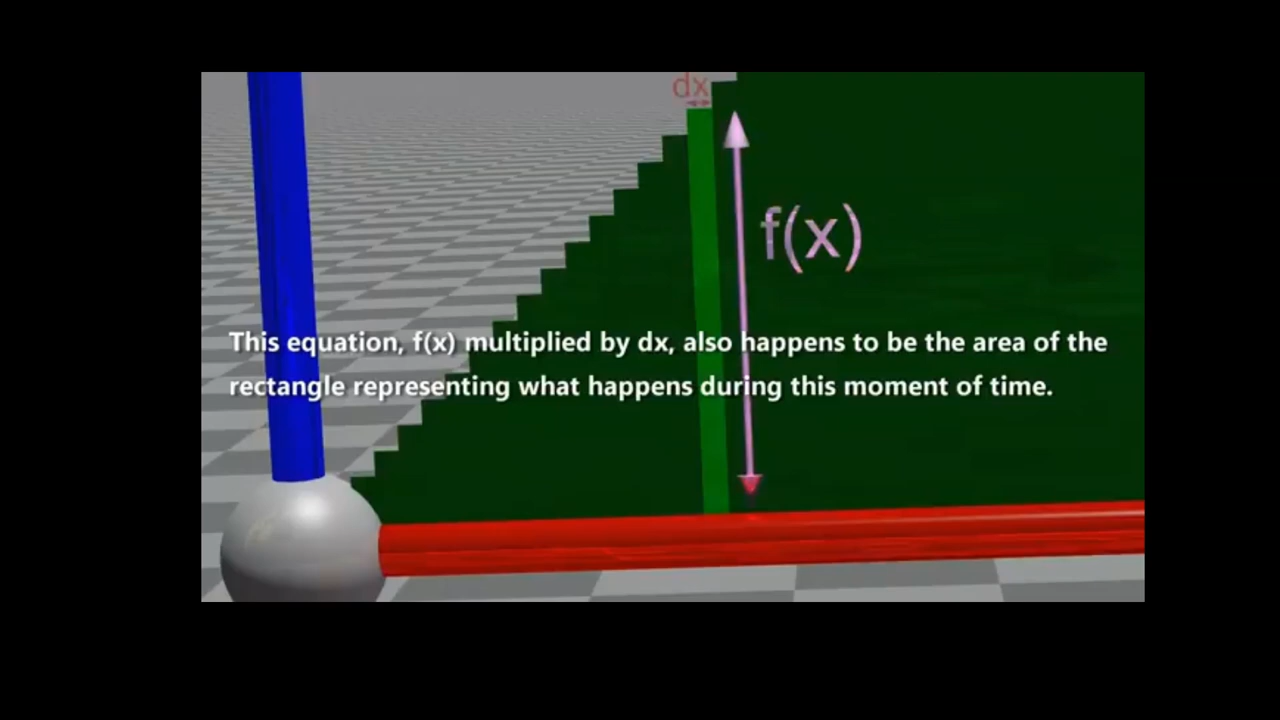 dx
f(x)
This equation, f(x) multiplied by dx, also happens to be the area of the
rectangle representing what happens during this moment of time.